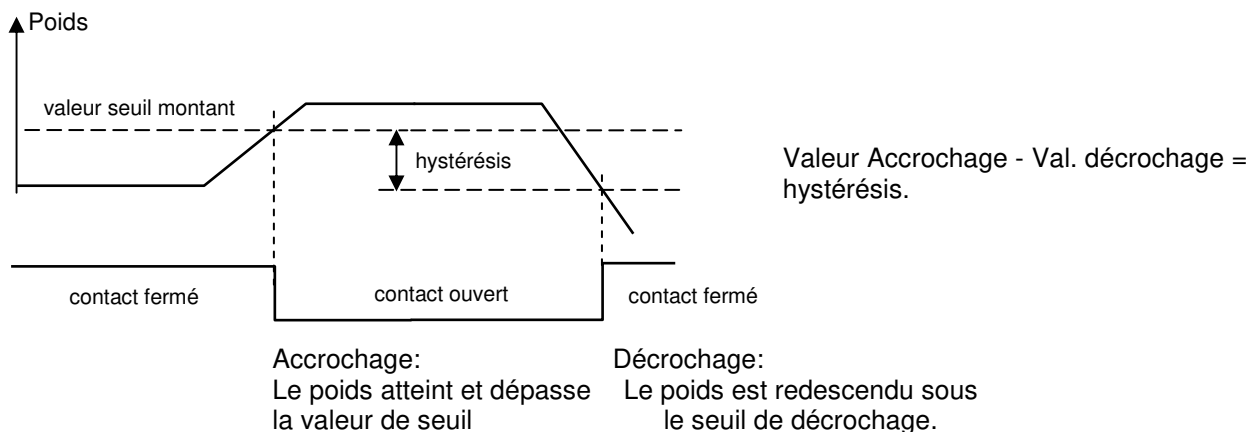 Poids
valeur seuil montant
hystérésis
Valeur Accrochage - Val. décrochage =
hystérésis.
contact fermé
contact ouvert
contact fermé
Accrochage:
Le poids atteint et dépasse
la valeur de seuil
Décrochage:
Le poids est redescendu sous
le seuil de décrochage.